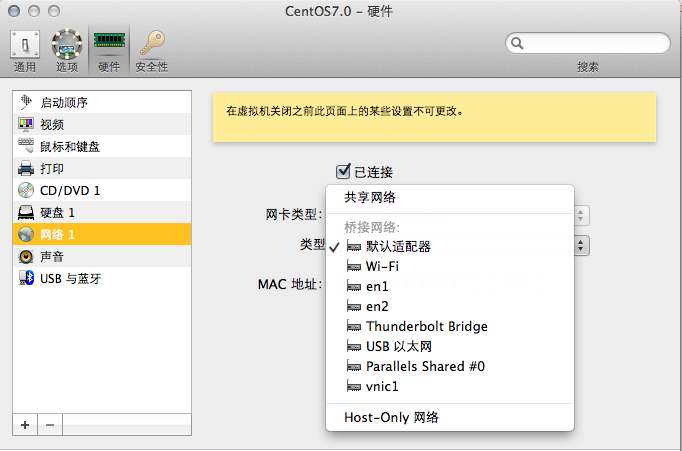 CentOS7.0 – 硬件
通用
选项
硬件
安全性
搜索
启动顺序
视频
鼠标和键盘
打印
CD/DVD 1
硬盘 1
网络 1
声音
USB 与蓝牙
在虚拟机关闭之前此页面上的某些设置不可更改。
已连接
网卡类型:
类型
MAC 地址:
共享网络
桥接网络:
默认适配器
Wi-Fi
en1
en2
Thunderbolt Bridge
USB 以太网
Parallels Shared #0
vnic1
Host-Only 网络